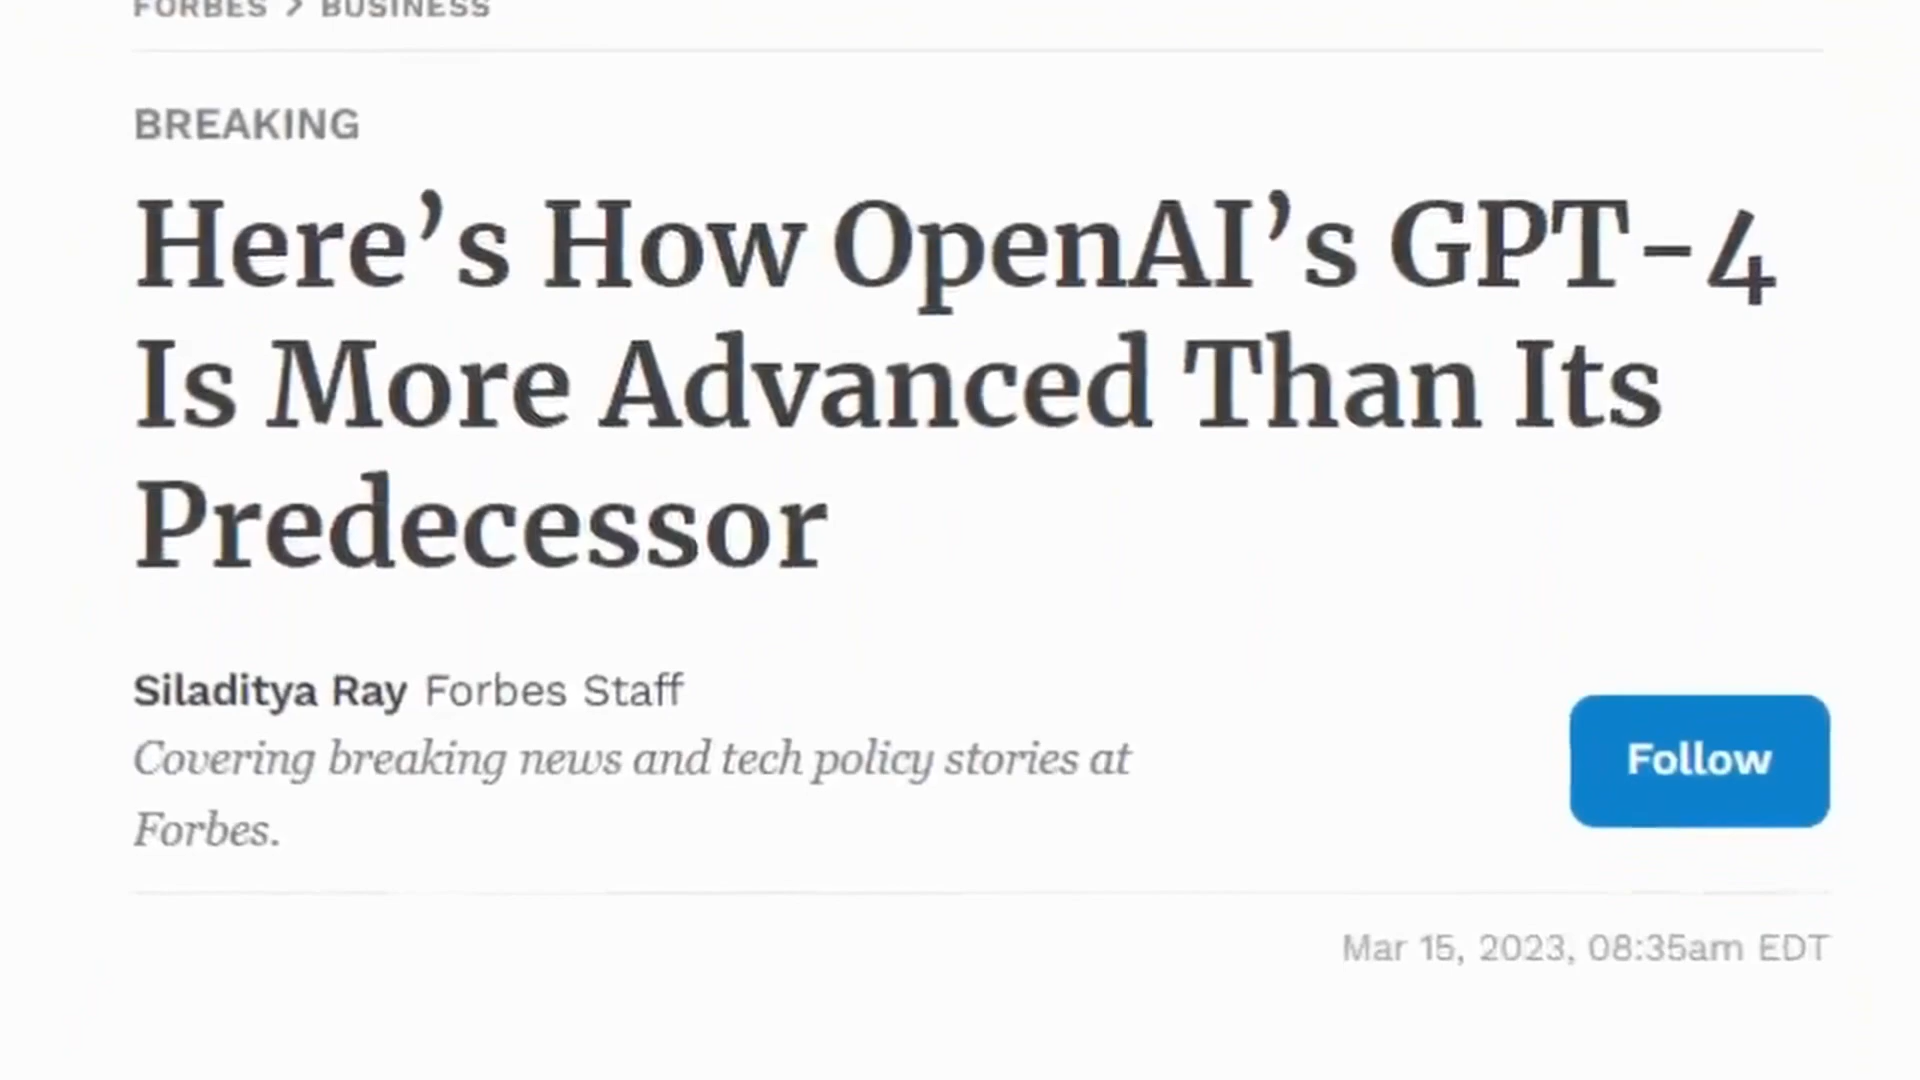 FORBES > BUSINESS
BREAKING
Here’s How OpenAI’s GPT-4
Is More Advanced Than Its
Predecessor
Siladitya Ray Forbes Staff
Covering breaking news and tech policy stories at
Forbes.
Follow
Mar 15, 2023, 08:35am EDT